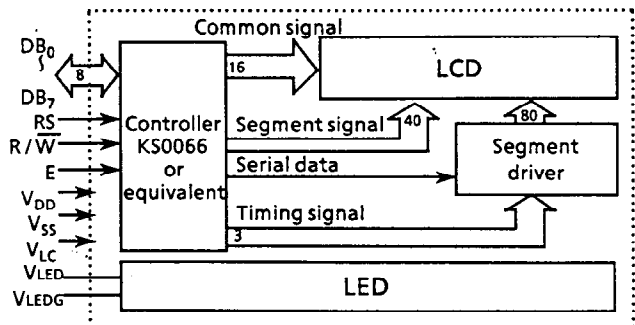 Common signal
DB0
16
LCD
8
DB7
RS
Controller
KS0066
or
equivalent
Segment signal
40
80
R/W̅
Serial data
Segment
driver
E
VDD
VSS
Timing signal
3
VLC
VLED
LED
VLEDG